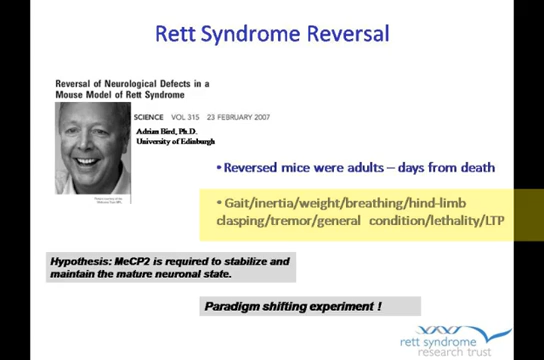 Rett Syndrome Reversal
Reversal of Neurological Defects in a
Mouse Model of Rett Syndrome
SCIENCE VOL 315 23 FEBRUARY 2007
Adrian Bird, Ph.D.
University of Edinburgh
• Reversed mice were adults – days from death
• Gait/inertia/weight/breathing/hind-limb
clasping/tremor/general condition/lethality/LTP
Hypothesis: MeCP2 is required to stabilize and
maintain the mature neuronal state.
Paradigm shifting experiment !
rett syndrome
research trust